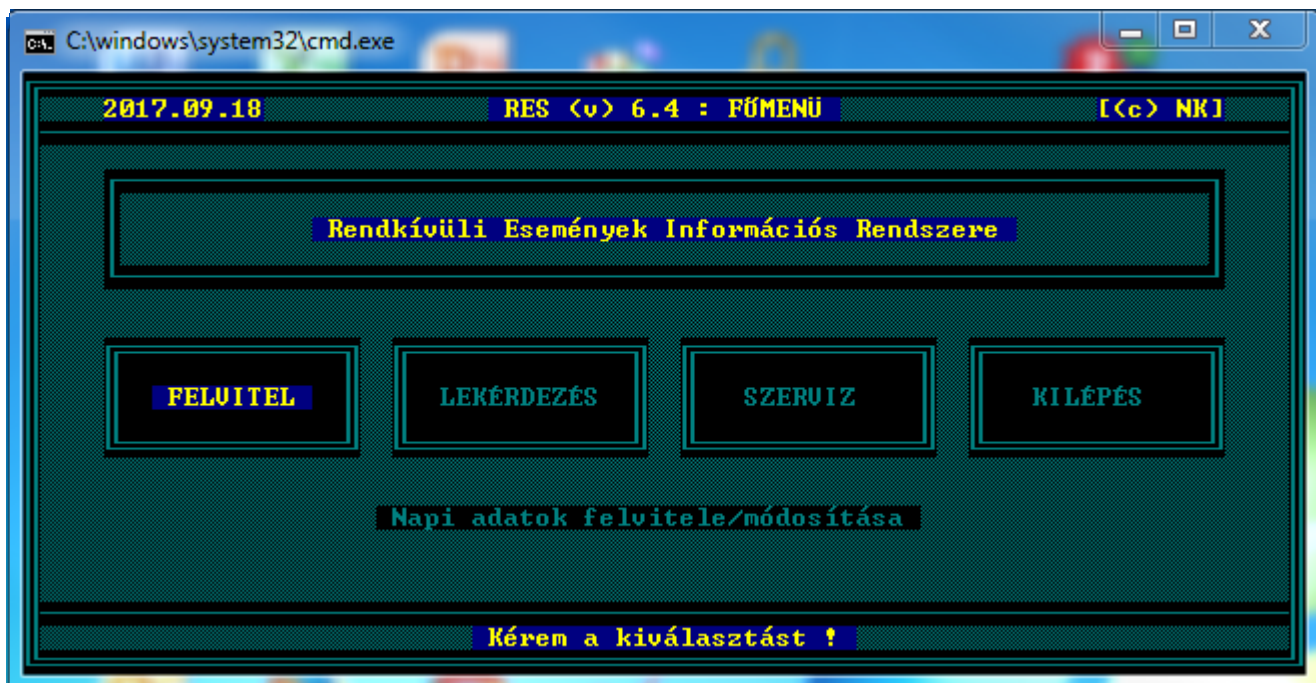 C:\windows\system32\cmd.exe
2017.09.18 RES (v) 6.4 : FŐMENÜ [(c) NK]
Rendkívüli Események Információs Rendszere
FELVITEL LEKÉRDEZÉS SZERVIZ KILÉPÉS
Napi adatok felvitele/módosítása
Kérem a kiválasztást !